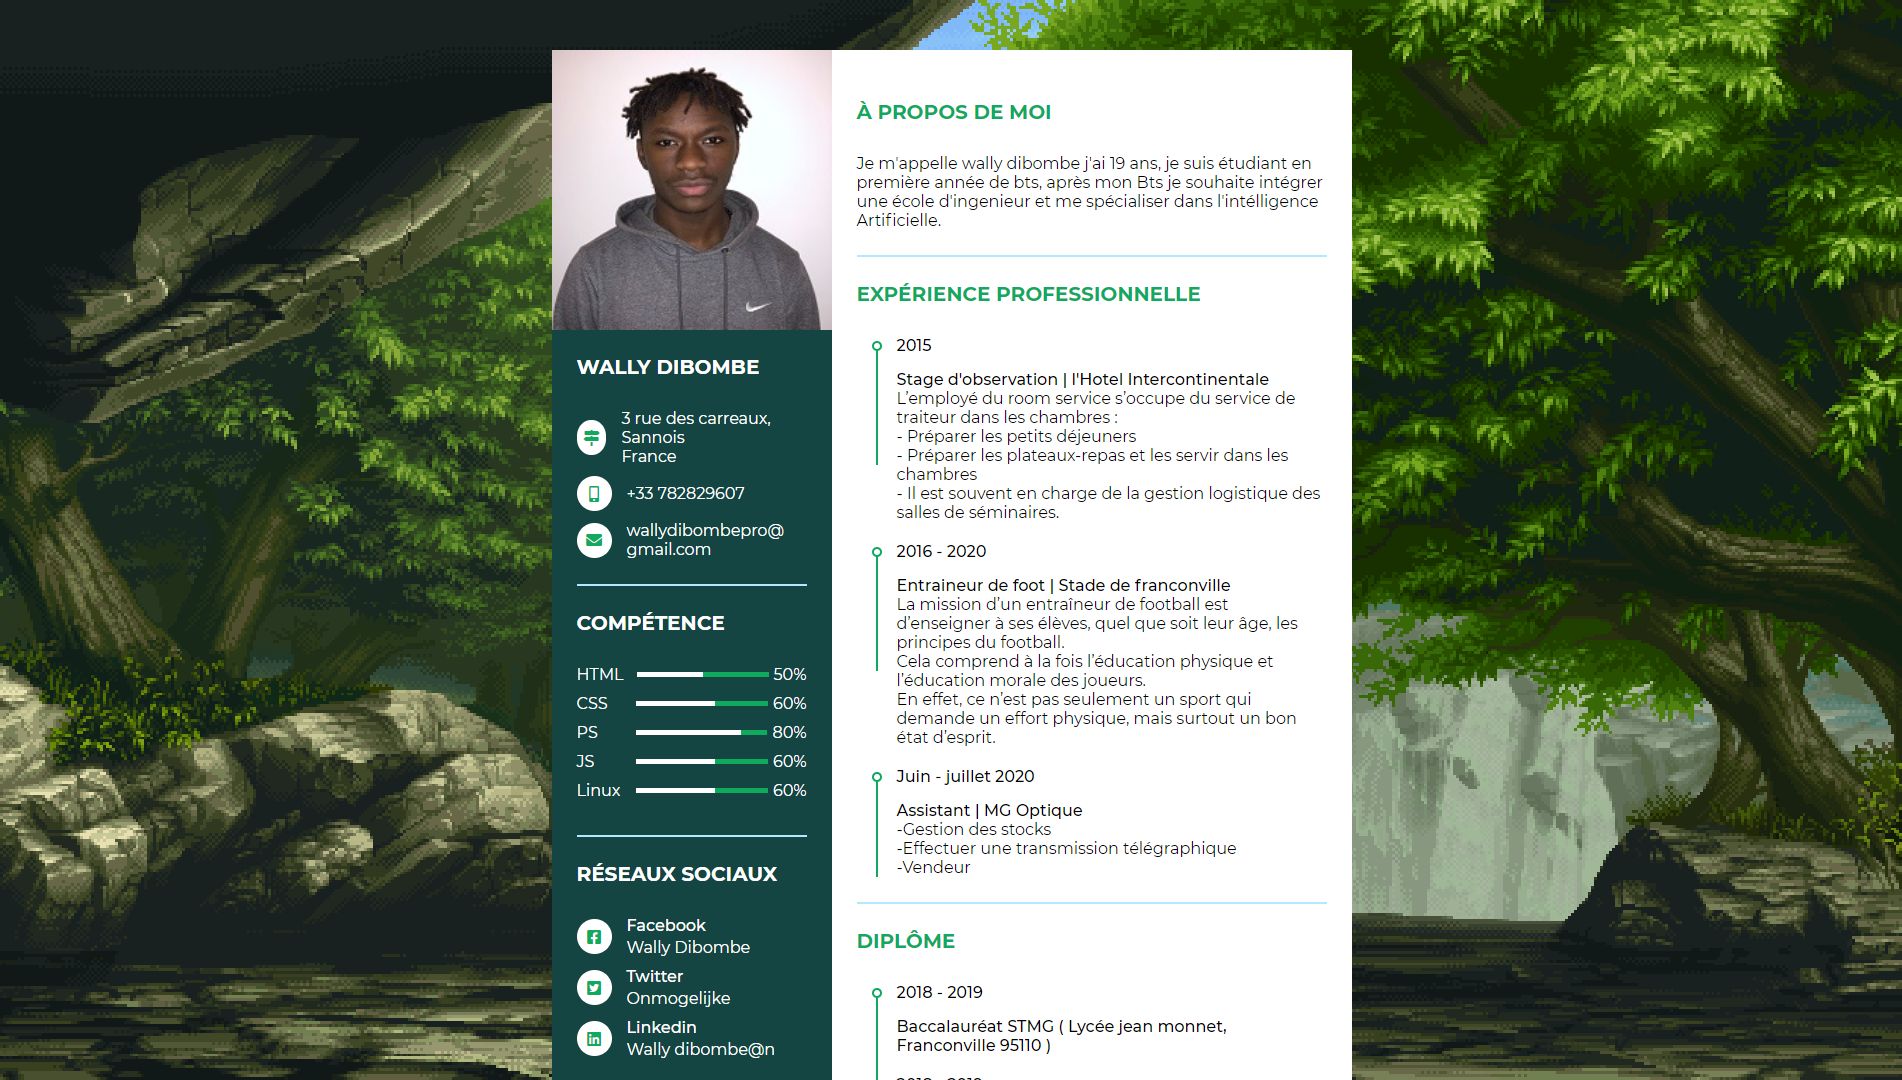 WALLY DIBOMBE
3 rue des carreaux,
Sannois
France
+33 782829607
wallydibombepro@
gmail.com
COMPÉTENCE
HTML 50%
CSS 60%
PS 80%
JS 60%
Linux 60%
RÉSEAUX SOCIAUX
Facebook
Wally Dibombe
Twitter
Onmogelijke
Linkedin
Wally dibombe@n
À PROPOS DE MOI
Je m'appelle wally dibombe j'ai 19 ans, je suis étudiant en
première année de bts, après mon Bts je souhaite intégrer
une école d'ingenieur et me spécialiser dans l'intélligence
Artificielle.
EXPÉRIENCE PROFESSIONNELLE
2015
Stage d'observation | l'Hotel Intercontinentale
L’employé du room service s’occupe du service de
traiteur dans les chambres :
- Préparer les petits déjeuners
- Préparer les plateaux-repas et les servir dans les
chambres
- Il est souvent en charge de la gestion logistique des
salles de séminaires.
2016 - 2020
Entraineur de foot | Stade de franconville
La mission d’un entraîneur de football est
d’enseigner à ses élèves, quel que soit leur âge, les
principes du football.
Cela comprend à la fois l’éducation physique et
l’éducation morale des joueurs.
En effet, ce n’est pas seulement un sport qui
demande un effort physique, mais surtout un bon
état d’esprit.
Juin - juillet 2020
Assistant | MG Optique
-Gestion des stocks
-Effectuer une transmission télégraphique
-Vendeur
DIPLÔME
2018 - 2019
Baccalauréat STMG ( Lycée jean monnet,
Franconville 95110 )